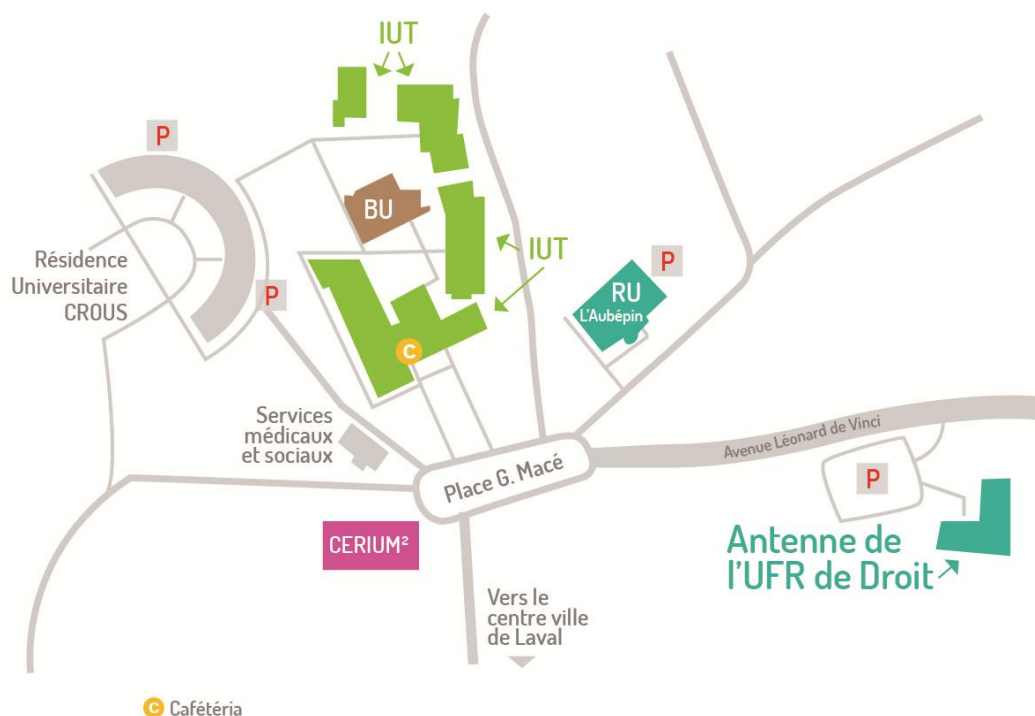 IUT
P
BU
Résidence
Universitaire
CROUS
P
IUT
P
RU
L'Aubépin
C
Services
médicaux
et sociaux
Place G. Macé
Avenue Léonard de Vinci
P
CERIUM²
Antenne de
l'UFR de Droit
Vers le
centre ville
de Laval
C Cafétéria